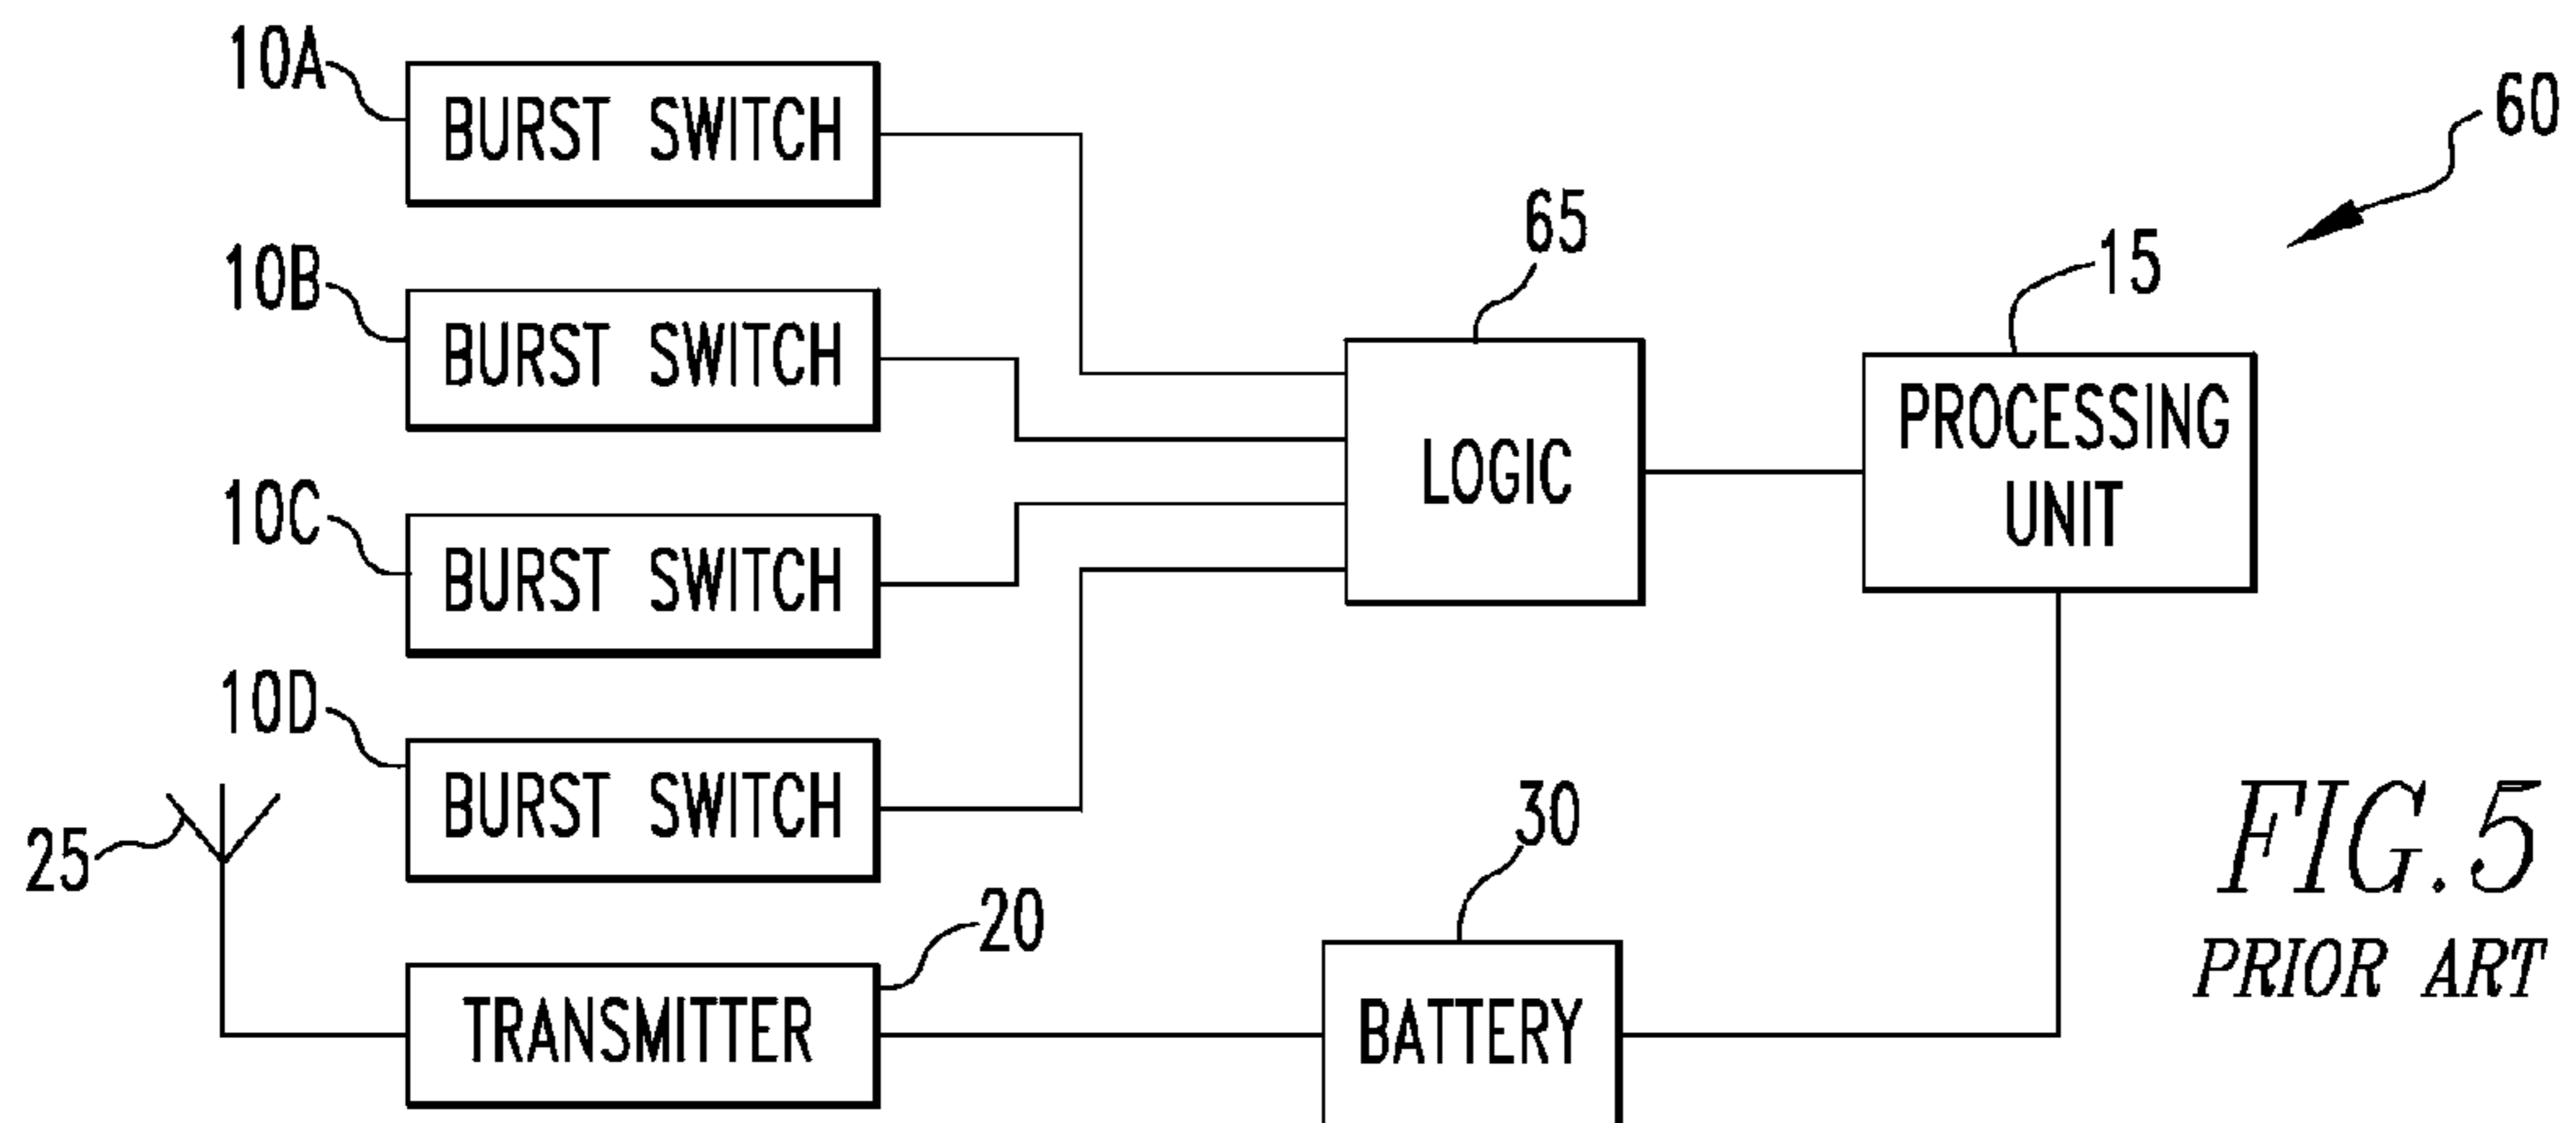 10A
BURST SWITCH
60
65
10B
BURST SWITCH
15
LOGIC
PROCESSING
UNIT
10C
BURST SWITCH
10D
BURST SWITCH
25
30
20
TRANSMITTER
BATTERY
FIG.5
PRIOR ART